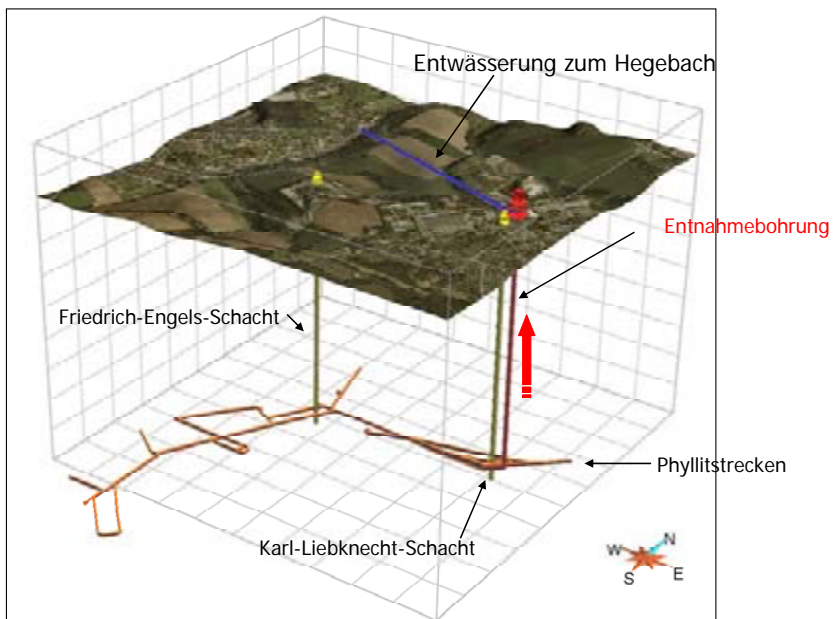 Entwässerung zum Hegebach
Entnahmebohrung
Friedrich-Engels-Schacht
Phyllitstrecken
Karl-Liebknecht-Schacht
W N
S E